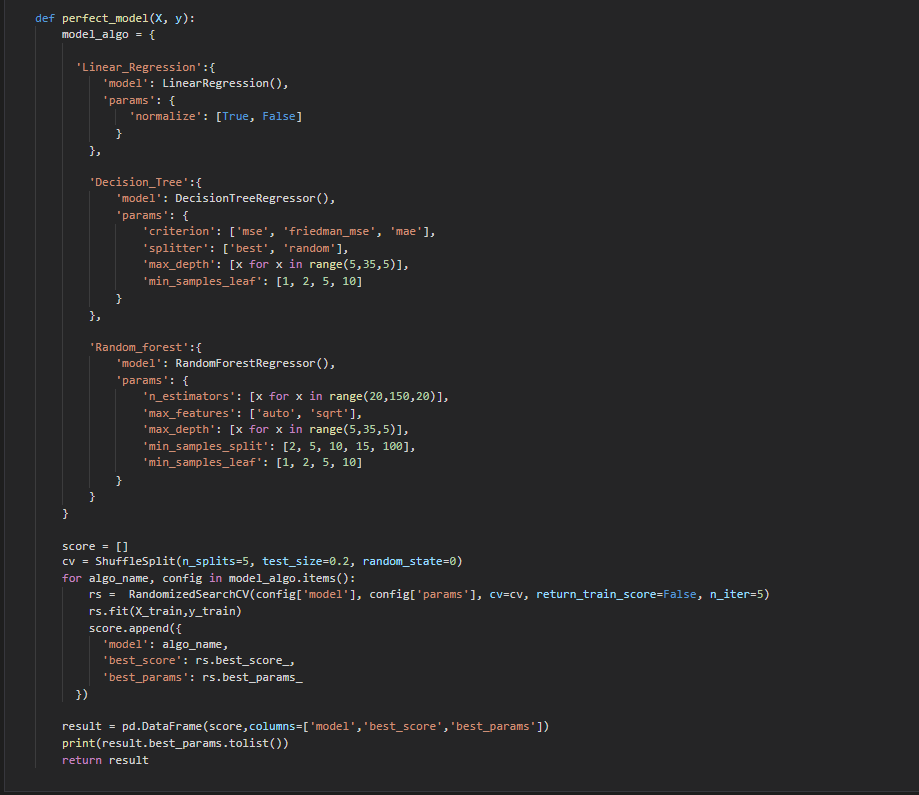 def perfect_model(X, y):
    model_algo = {
      'Linear_Regression':{
          'model': LinearRegression(),
          'params': {
              'normalize': [True, False]
            }
        },
        'Decision_Tree':{
            'model': DecisionTreeRegressor(),
            'params': {
                'criterion': ['mse', 'friedman_mse', 'mae'],
                'splitter': ['best', 'random'],
                'max_depth': [x for x in range(5,35,5)],
                'min_samples_leaf': [1, 2, 5, 10]
            }
        },
        'Random_forest':{
            'model': RandomForestRegressor(),
            'params': {
                'n_estimators': [x for x in range(20,150,20)],
                'max_features': ['auto', 'sqrt'],
                'max_depth': [x for x in range(5,35,5)],
                'min_samples_split': [2, 5, 10, 15, 100],
                'min_samples_leaf': [1, 2, 5, 10]
            }
        }
    }
    score = []
    cv = ShuffleSplit(n_splits=5, test_size=0.2, random_state=0)
    for algo_name, config in model_algo.items():
        rs =  RandomizedSearchCV(config['model'], config['params'], cv=cv, return_train_score=False, n_iter=5)
        rs.fit(X_train,y_train)
        score.append({
          'model': algo_name,
          'best_score': rs.best_score_,
          'best_params': rs.best_params_
      })
    result = pd.DataFrame(score,columns=['model','best_score','best_params'])
    print(result.best_params.tolist())
    return result